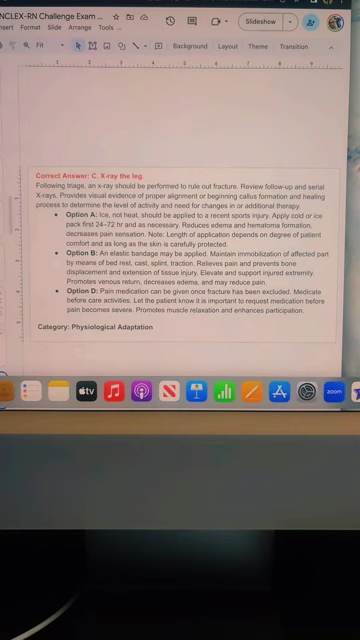 NCLEX-RN Challenge Exam ...
Slideshow
nsert Format Slide Arrange Tools ...
Fit Background Layout Theme Transition
1 2 3 4 5 6 7 8 9
Correct Answer: C. X-ray the leg.
Following triage, an x-ray should be performed to rule out fracture. Review follow-up and serial
X-rays. Provides visual evidence of proper alignment or beginning callus formation and healing
process to determine the level of activity and need for changes in or additional therapy.
● Option A: Ice, not heat, should be applied to a recent sports injury. Apply cold or ice
pack first 24–72 hr and as necessary. Reduces edema and hematoma formation,
decreases pain sensation. Note: Length of application depends on degree of patient
comfort and as long as the skin is carefully protected.
● Option B: An elastic bandage may be applied. Maintain immobilization of affected part
by means of bed rest, cast, splint, traction. Relieves pain and prevents bone
displacement and extension of tissue injury. Elevate and support injured extremity.
Promotes venous return, decreases edema, and may reduce pain.
● Option D: Pain medication can be given once fracture has been excluded. Medicate
before care activities. Let the patient know it is important to request medication before
pain becomes severe. Promotes muscle relaxation and enhances participation.
Category: Physiological Adaptation
tv
zoom